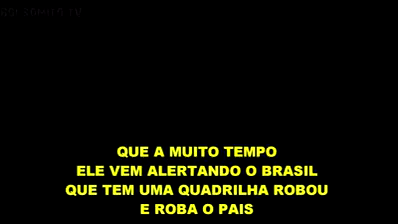 QUE A MUITO TEMPO
ELE VEM ALERTANDO O BRASIL
QUE TEM UMA QUADRILHA ROBOU
E ROBA O PAIS